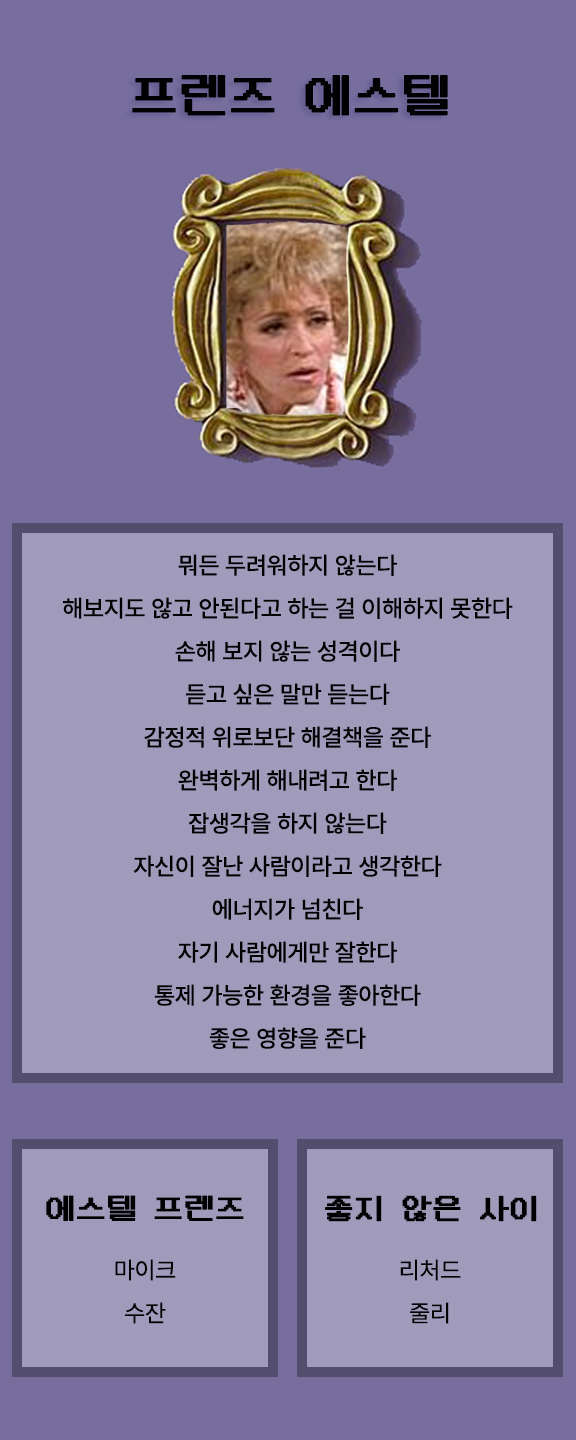 프렌즈 에스텔
뭐든 두려워하지 않는다
해보지도 않고 안된다고 하는 걸 이해하지 못한다
손해 보지 않는 성격이다
듣고 싶은 말만 듣는다
감정적 위로보단 해결책을 준다
완벽하게 해내려고 한다
잡생각을 하지 않는다
자신이 잘난 사람이라고 생각한다
에너지가 넘친다
자기 사람에게만 잘한다
통제 가능한 환경을 좋아한다
좋은 영향을 준다
에스텔 프렌즈
마이크
수잔
좋지 않은 사이
리처드
줄리